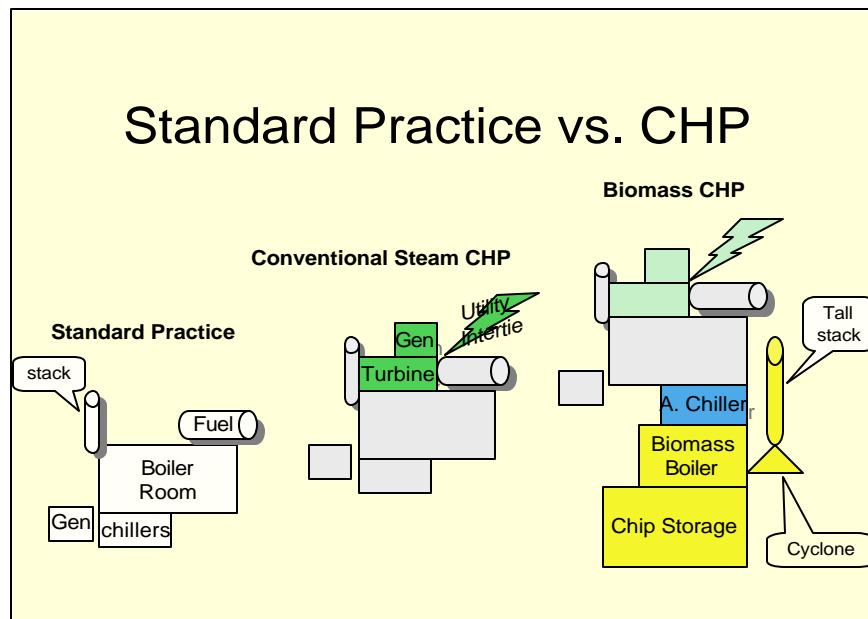 Standard Practice vs. CHP
Biomass CHP
Conventional Steam CHP
Standard Practice
Utility
Intertie
Tall
stack
stack
Gen
Turbine
Fuel
A. Chiller
Boiler
Room
Biomass
Boiler
Gen
chillers
Chip Storage
Cyclone